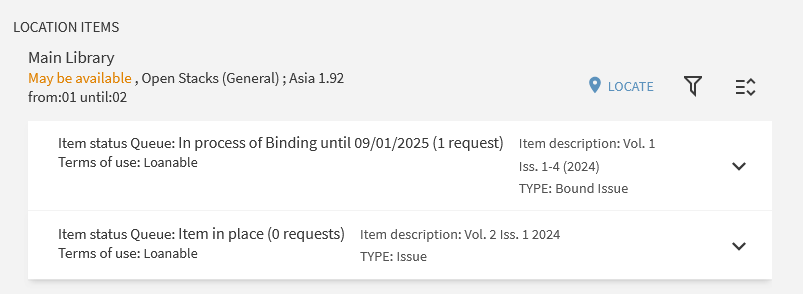 LOCATION ITEMS
Main Library
May be available , Open Stacks (General) ; Asia 1.92
from:01 until:02
LOCATE
Item status Queue: In process of Binding until 09/01/2025 (1 request)
Terms of use: Loanable
Item description: Vol. 1
Iss. 1-4 (2024)
TYPE: Bound Issue
Item status Queue: Item in place (0 requests)
Terms of use: Loanable
Item description: Vol. 2 Iss. 1 2024
TYPE: Issue